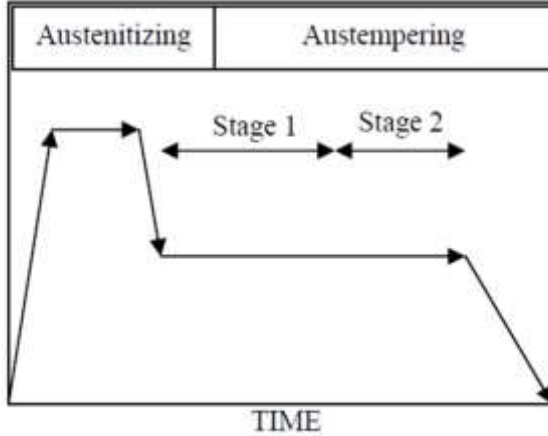 Austenitizing
Austempering
Stage 1
Stage 2
TIME